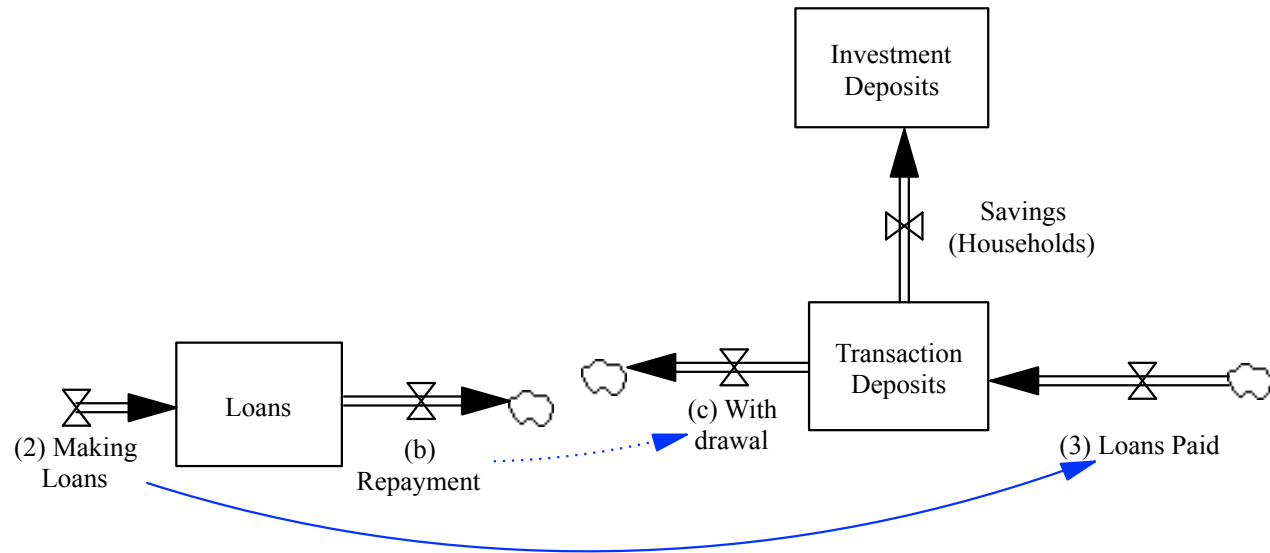 Investment
Deposits
Savings
(Households)
Transaction
Deposits
Loans
(c) With
drawal
(2) Making
Loans
(b)
Repayment
(3) Loans Paid